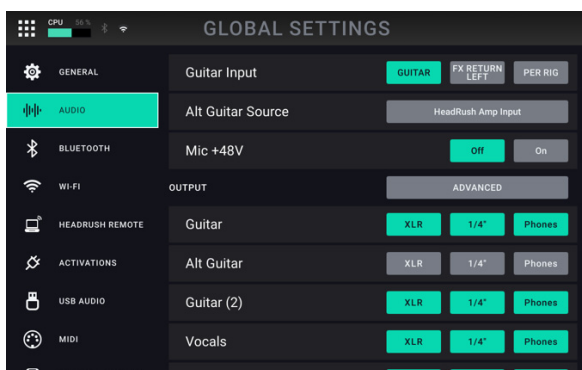 CPU 56 %
GLOBAL SETTINGS
GENERAL
AUDIO
BLUETOOTH
WI-FI
HEADRUSH REMOTE
ACTIVATIONS
USB AUDIO
MIDI
Guitar Input GUITAR FX RETURN LEFT PER RIG
Alt Guitar Source HeadRush Amp Input
Mic +48V Off On
OUTPUT ADVANCED
Guitar XLR 1/4" Phones
Alt Guitar XLR 1/4" Phones
Guitar (2) XLR 1/4" Phones
Vocals XLR 1/4" Phones